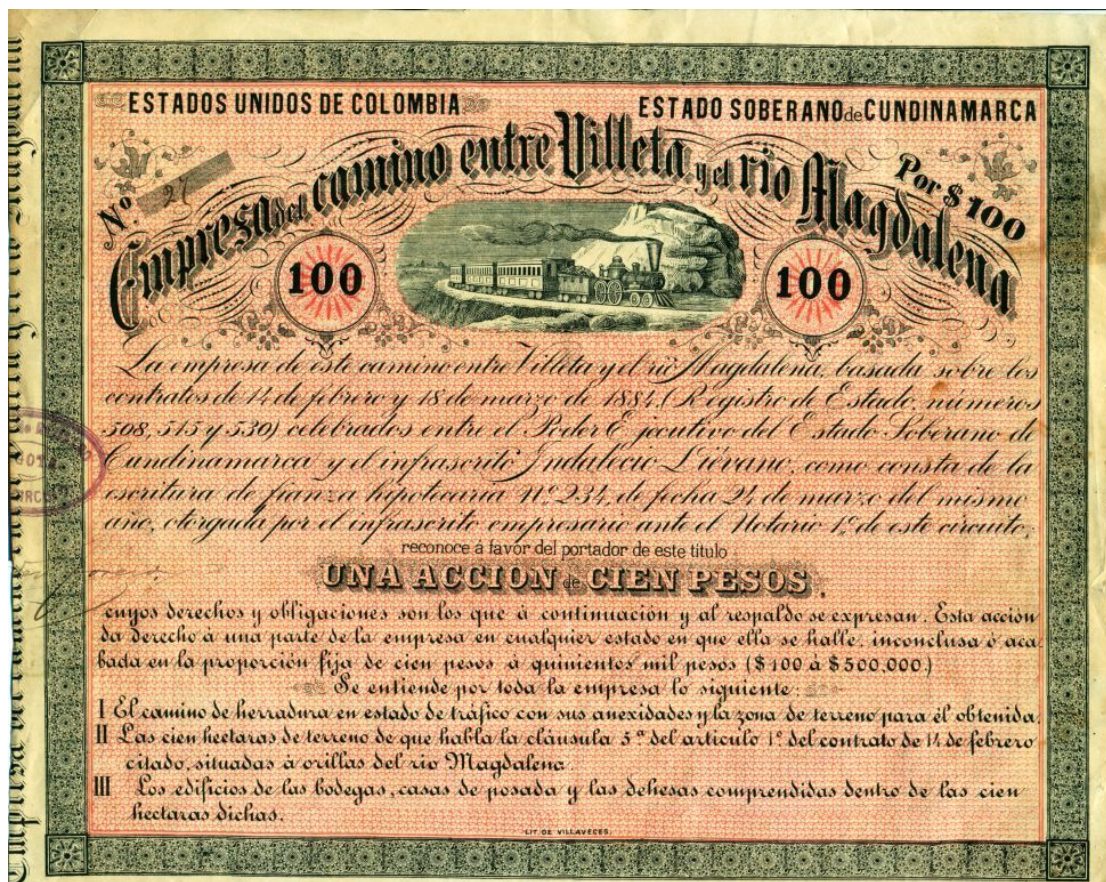 ESTADOS UNIDOS DE COLOMBIA
ESTADO SOBERANO de CUNDINAMARCA
Nº
Por $ 100
Empresa del camino entre Villeta y el rio Magdalena
100
100
La empresa de este camino entre Villeta y el rio Magdalena, basada sobre los
contratos de 14 de febrero y 18 de marzo de 1884 (Registro de Estado, números
508, 515 y 530) celebrados entre el Poder Ejecutivo del Estado Soberano de
Cundinamarca y el infrascrito Indalecio Liévano, como consta de la
escritura de fianza hipotecaria Nº 234, de fecha 24 de marzo del mismo
año, otorgada por el infrascrito empresario ante el Notario 1º de este circuito,
reconoce á favor del portador de este título
UNA ACCION de CIEN PESOS,
cuyos derechos y obligaciones son los que à continuación y al respaldo se expresan. Esta acción
da derecho à una parte de la empresa en cualquier estado en que ella se halle, inconclusa ó aca-
bada en la proporción fija de cien pesos à quinientos mil pesos ($ 100 à $ 500,000.)
Se entiende por toda la empresa lo siguiente:
I El camino de herradura en estado de tráfico con sus anexidades y la zona de terreno para él obtenida.
II Las cien hectaras de terreno de que habla la cláusula 5ª del articulo 1º del contrato de 14 de febrero
citado, situadas à orillas del rio Magdalena.
III Los edificios de las bodegas, casas de posada y las dehesas comprendidas dentro de las cien
hectaras dichas.
LIT. DE VILLAVECES.